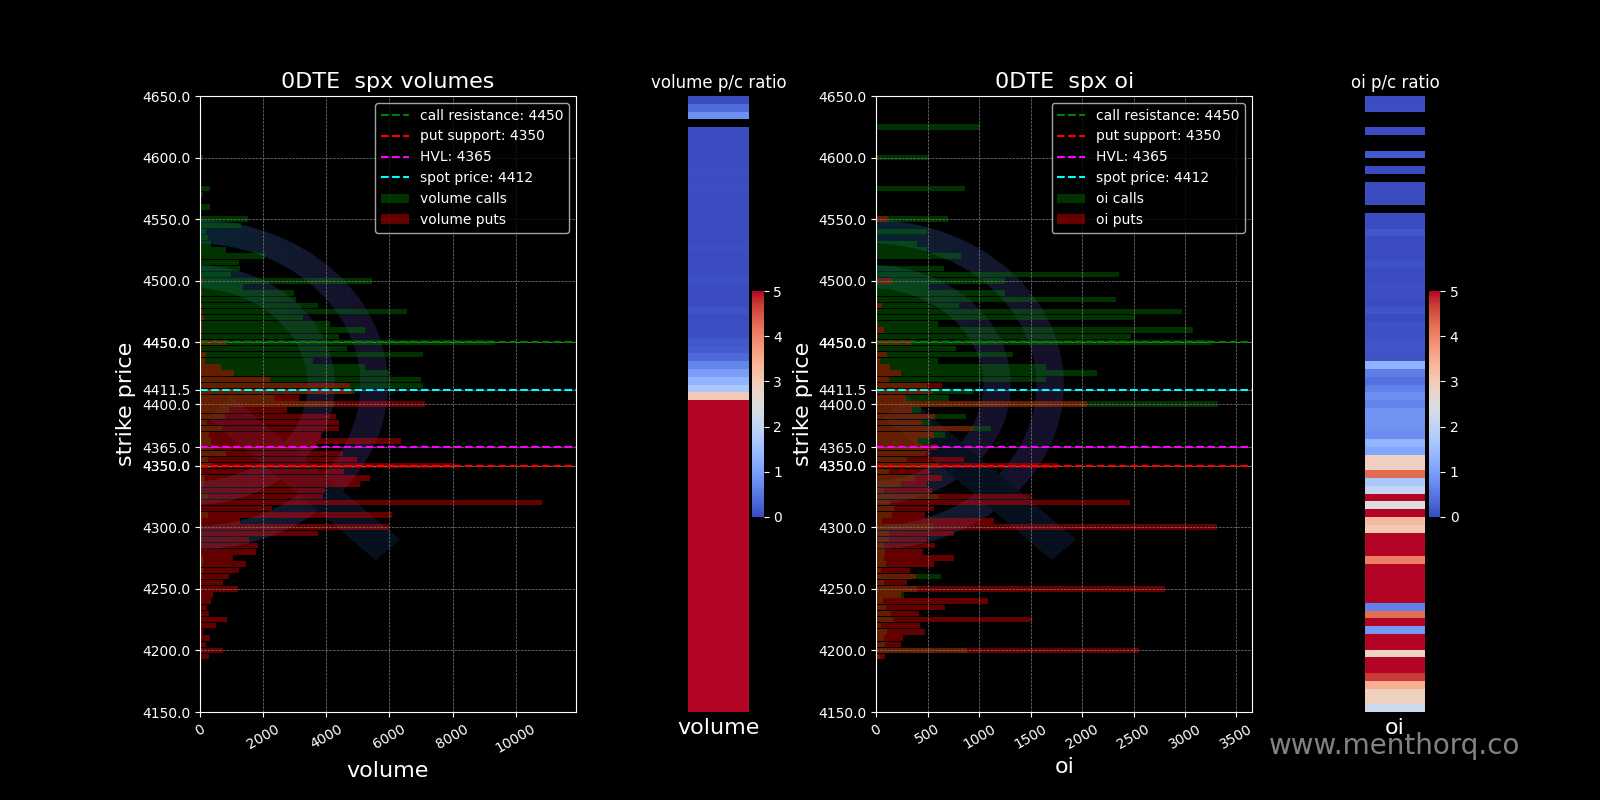 0DTE  spx volumes
volume p/c ratio
0DTE  spx oi
oi p/c ratio
4650.0
4600.0
4550.0
4500.0
4450.0
4411.5
4400.0
4365.0
4350.0
4300.0
4250.0
4200.0
4150.0
strike price
call resistance: 4450
put support: 4350
HVL: 4365
spot price: 4412
volume calls
volume puts
0
2000
4000
6000
8000
10000
volume
5
4
3
2
1
0
volume
4650.0
4600.0
4550.0
4500.0
4450.0
4411.5
4400.0
4365.0
4350.0
4300.0
4250.0
4200.0
4150.0
strike price
call resistance: 4450
put support: 4350
HVL: 4365
spot price: 4412
oi calls
oi puts
0
500
1000
1500
2000
2500
3000
3500
oi
5
4
3
2
1
0
oi
www.menthorq.co